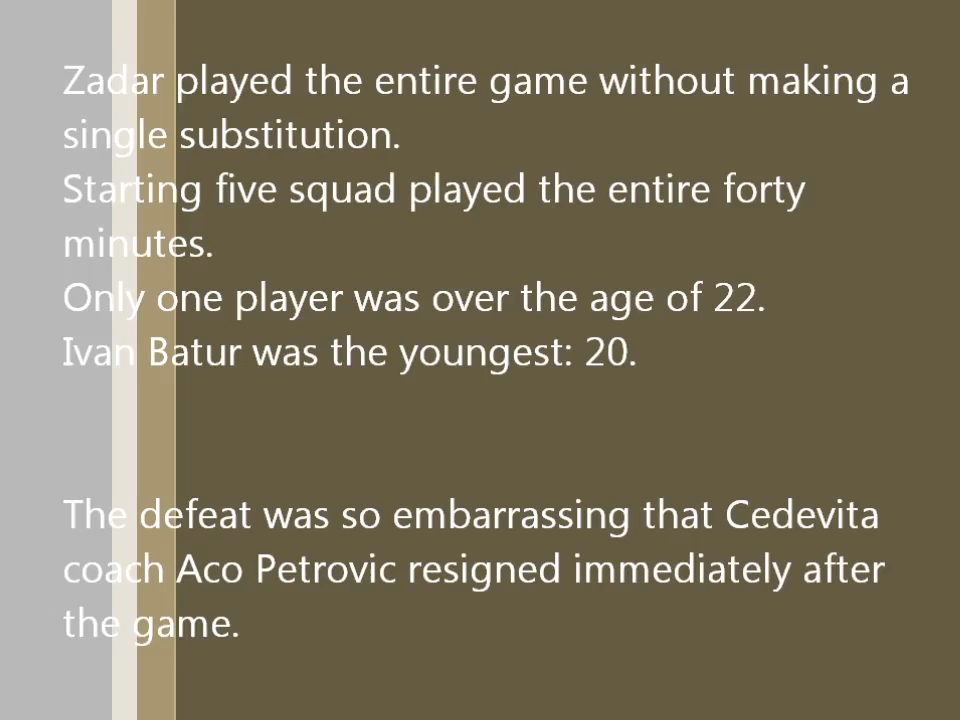 Zadar played the entire game without making a
single substitution.
Starting five squad played the entire forty
minutes.
Only one player was over the age of 22.
Ivan Batur was the youngest: 20.
The defeat was so embarrassing that Cedevita
coach Aco Petrovic resigned immediately after
the game.